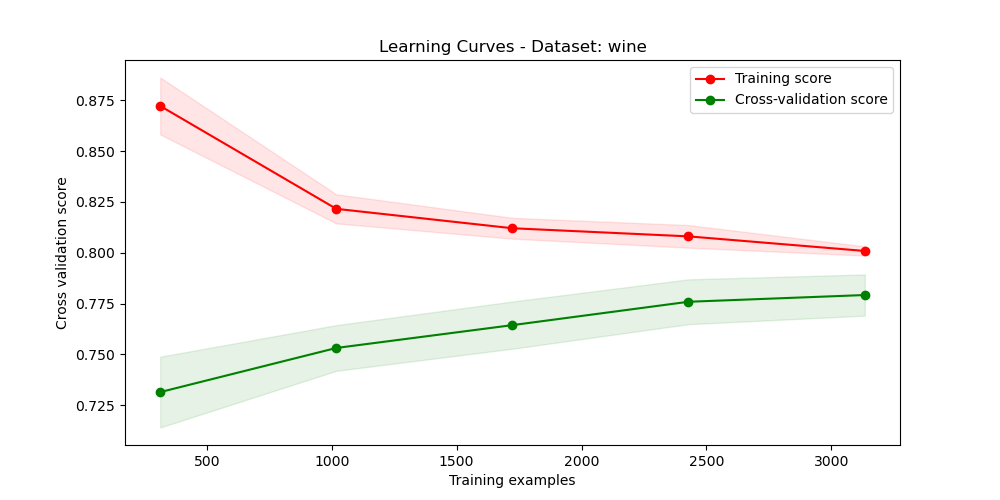 Learning Curves - Dataset: wine
Training score
Cross-validation score
Cross validation score
0.875
0.850
0.825
0.800
0.775
0.750
0.725
500 1000 1500 2000 2500 3000
Training examples